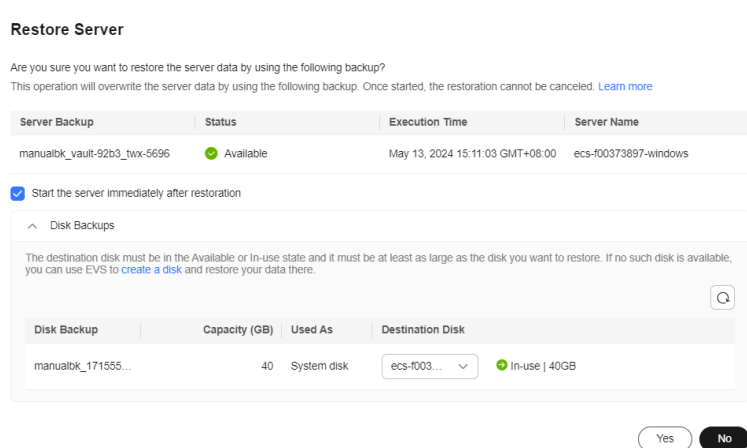 Restore Server
Are you sure you want to restore the server data by using the following backup?
This operation will overwrite the server data by using the following backup. Once started, the restoration cannot be canceled. Learn more
Server Backup Status Execution Time Server Name
manualbk_vault-92b3_twx-5696 Available May 13, 2024 15:11:03 GMT+08:00 ecs-f00373897-windows
Start the server immediately after restoration
Disk Backups
The destination disk must be in the Available or In-use state and it must be at least as large as the disk you want to restore. If no such disk is available,
you can use EVS to create a disk and restore your data there.
Disk Backup Capacity (GB) Used As Destination Disk
manualbk_171555... 40 System disk ecs-f003... In-use | 40GB
Yes No